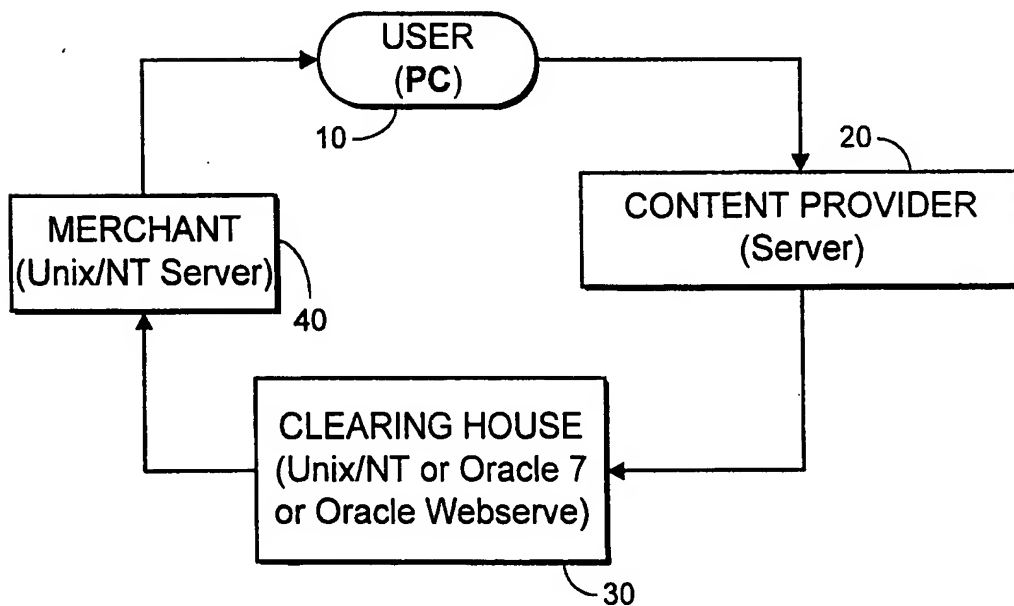 USER
(PC)
10
20
CONTENT PROVIDER
(Server)
MERCHANT
(Unix/NT Server)
40
CLEARING HOUSE
(Unix/NT or Oracle 7
or Oracle Webserve)
30